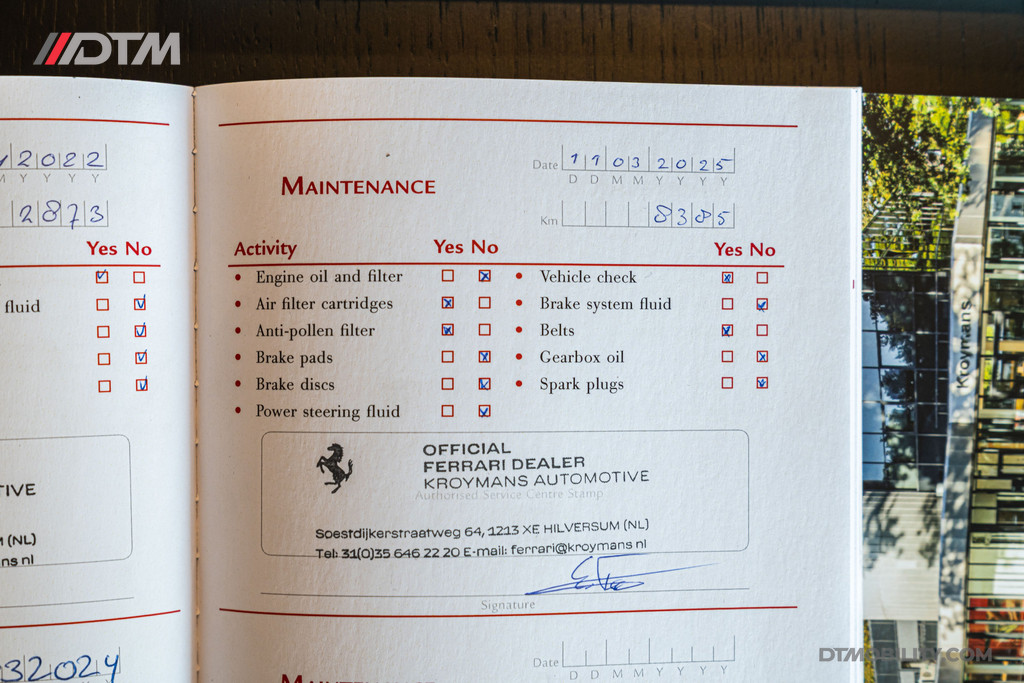 DTM
2022
M Y Y Y Y
2873
Yes No
fluid
TIVE
(NL)
ns nl
32024
MAINTENANCE
Date 11032025
D D M M Y Y Y Y
Km 8385
Activity Yes No Yes No
Engine oil and filter
Air filter cartridges
Anti-pollen filter
Brake pads
Brake discs
Power steering fluid
Vehicle check
Brake system fluid
Belts
Gearbox oil
Spark plugs
OFFICIAL
FERRARI DEALER
KROYMANS AUTOMOTIVE
Authorised Service Centre Stamp
Soestdijkerstraatweg 64, 1213 XE HILVERSUM (NL)
Tel: 31(0)35 646 22 20 E-mail: ferrari@kroymans nl
Signature
Date
D D M M Y Y Y Y
MAINTENANCE
Kroymans
DTMOBILITY.COM